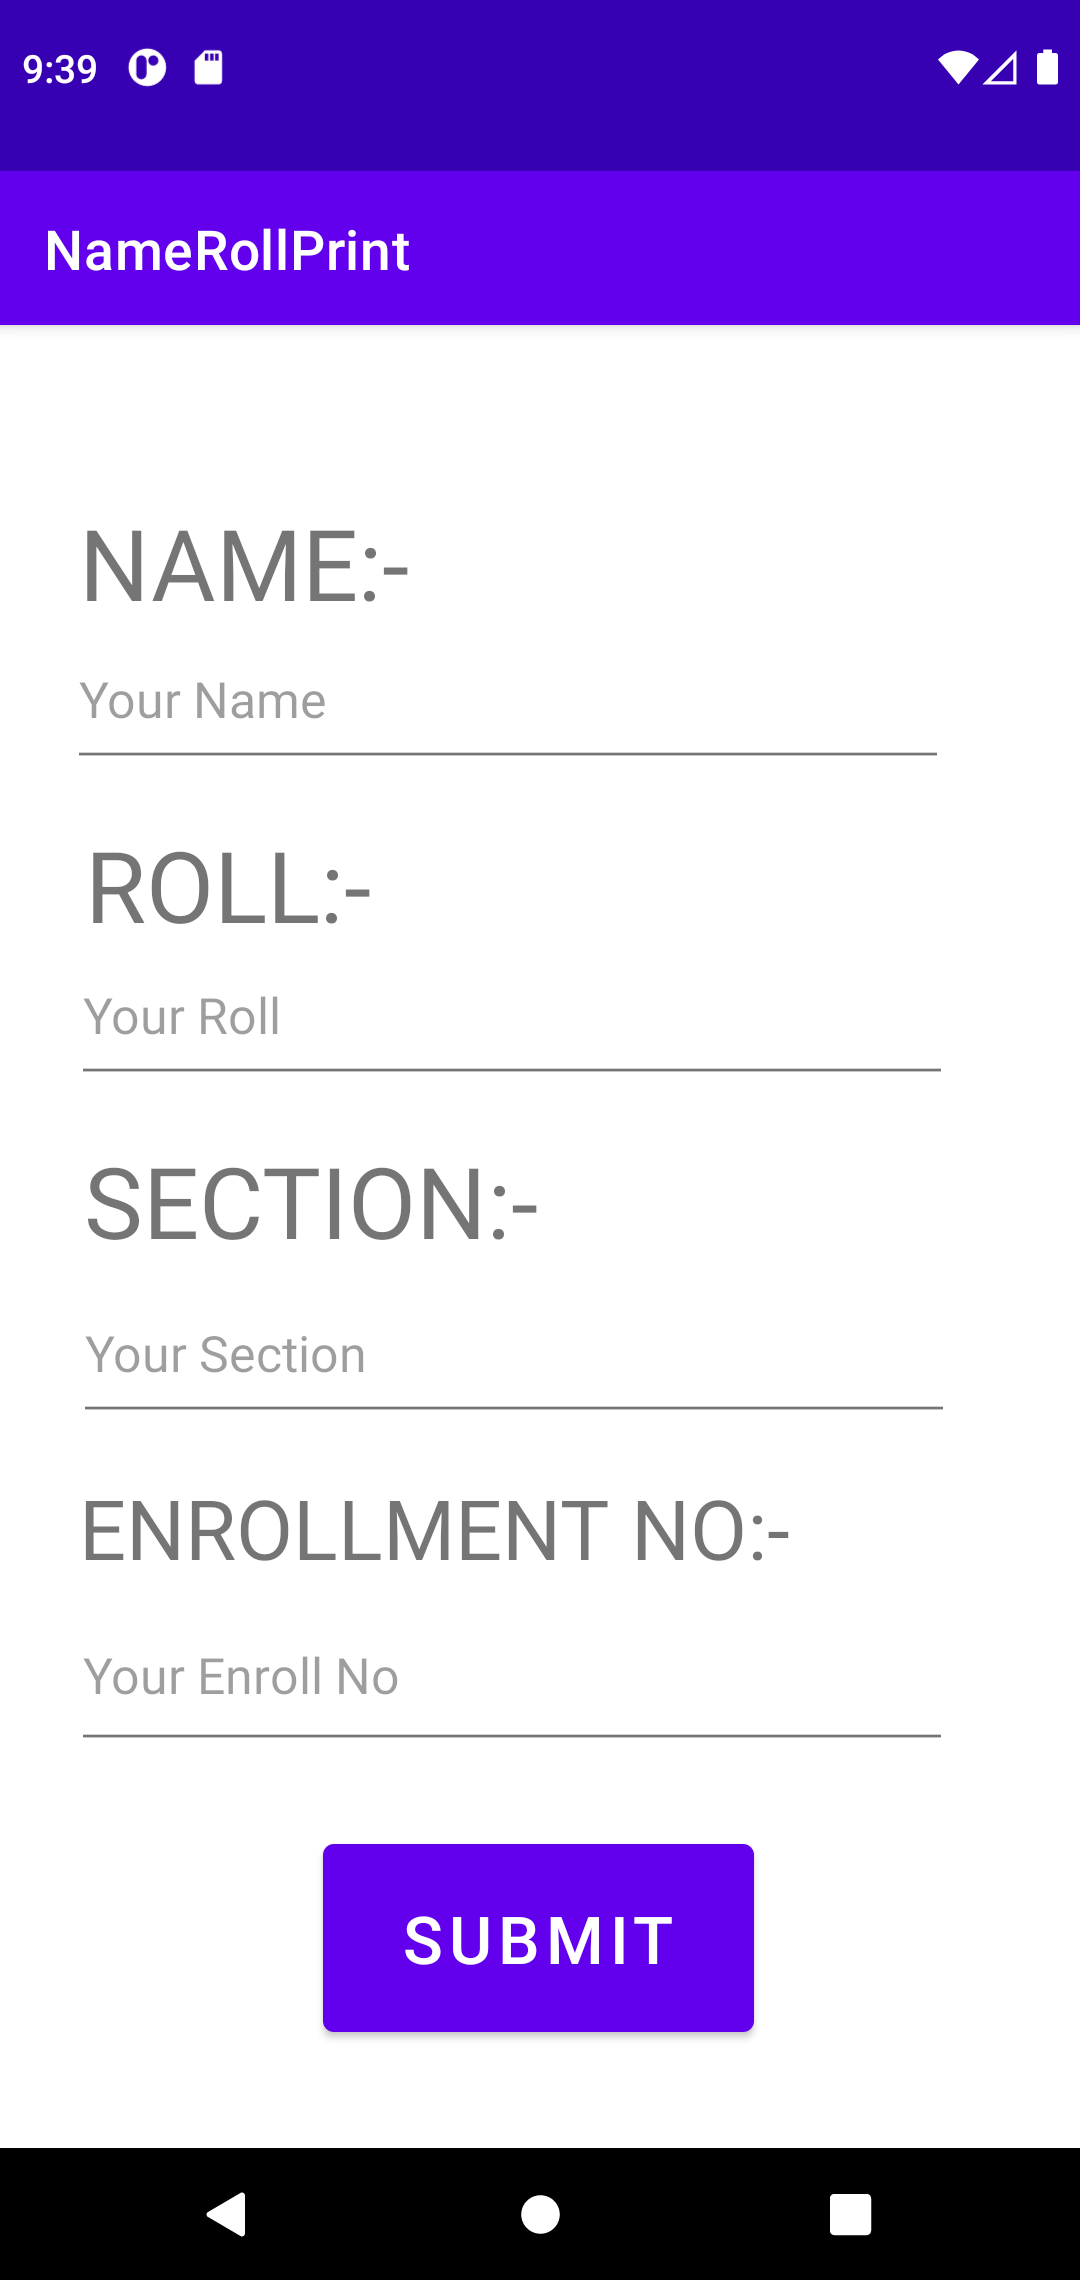 9:39
NameRollPrint
NAME:-
Your Name
ROLL:-
Your Roll
SECTION:-
Your Section
ENROLLMENT NO:-
Your Enroll No
SUBMIT